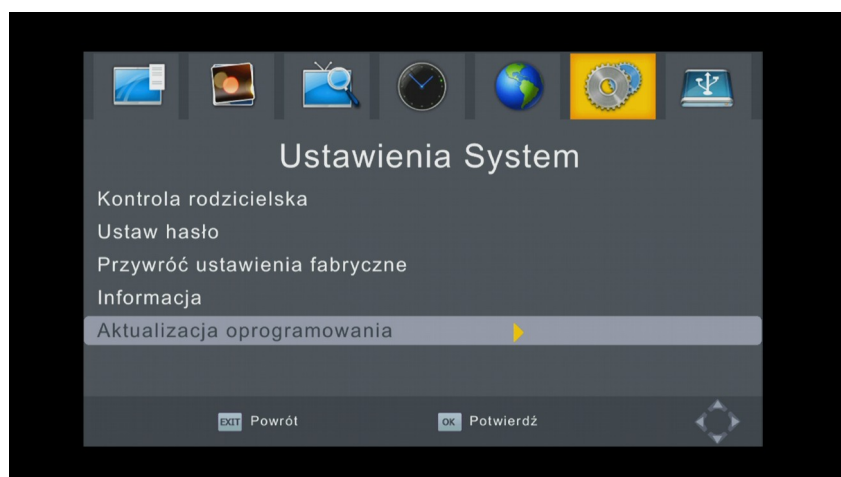 Ustawienia System
Kontrola rodzicielska
Ustaw hasło
Przywróć ustawienia fabryczne
Informacja
Aktualizacja oprogramowania
EXIT Powrót OK Potwierdź